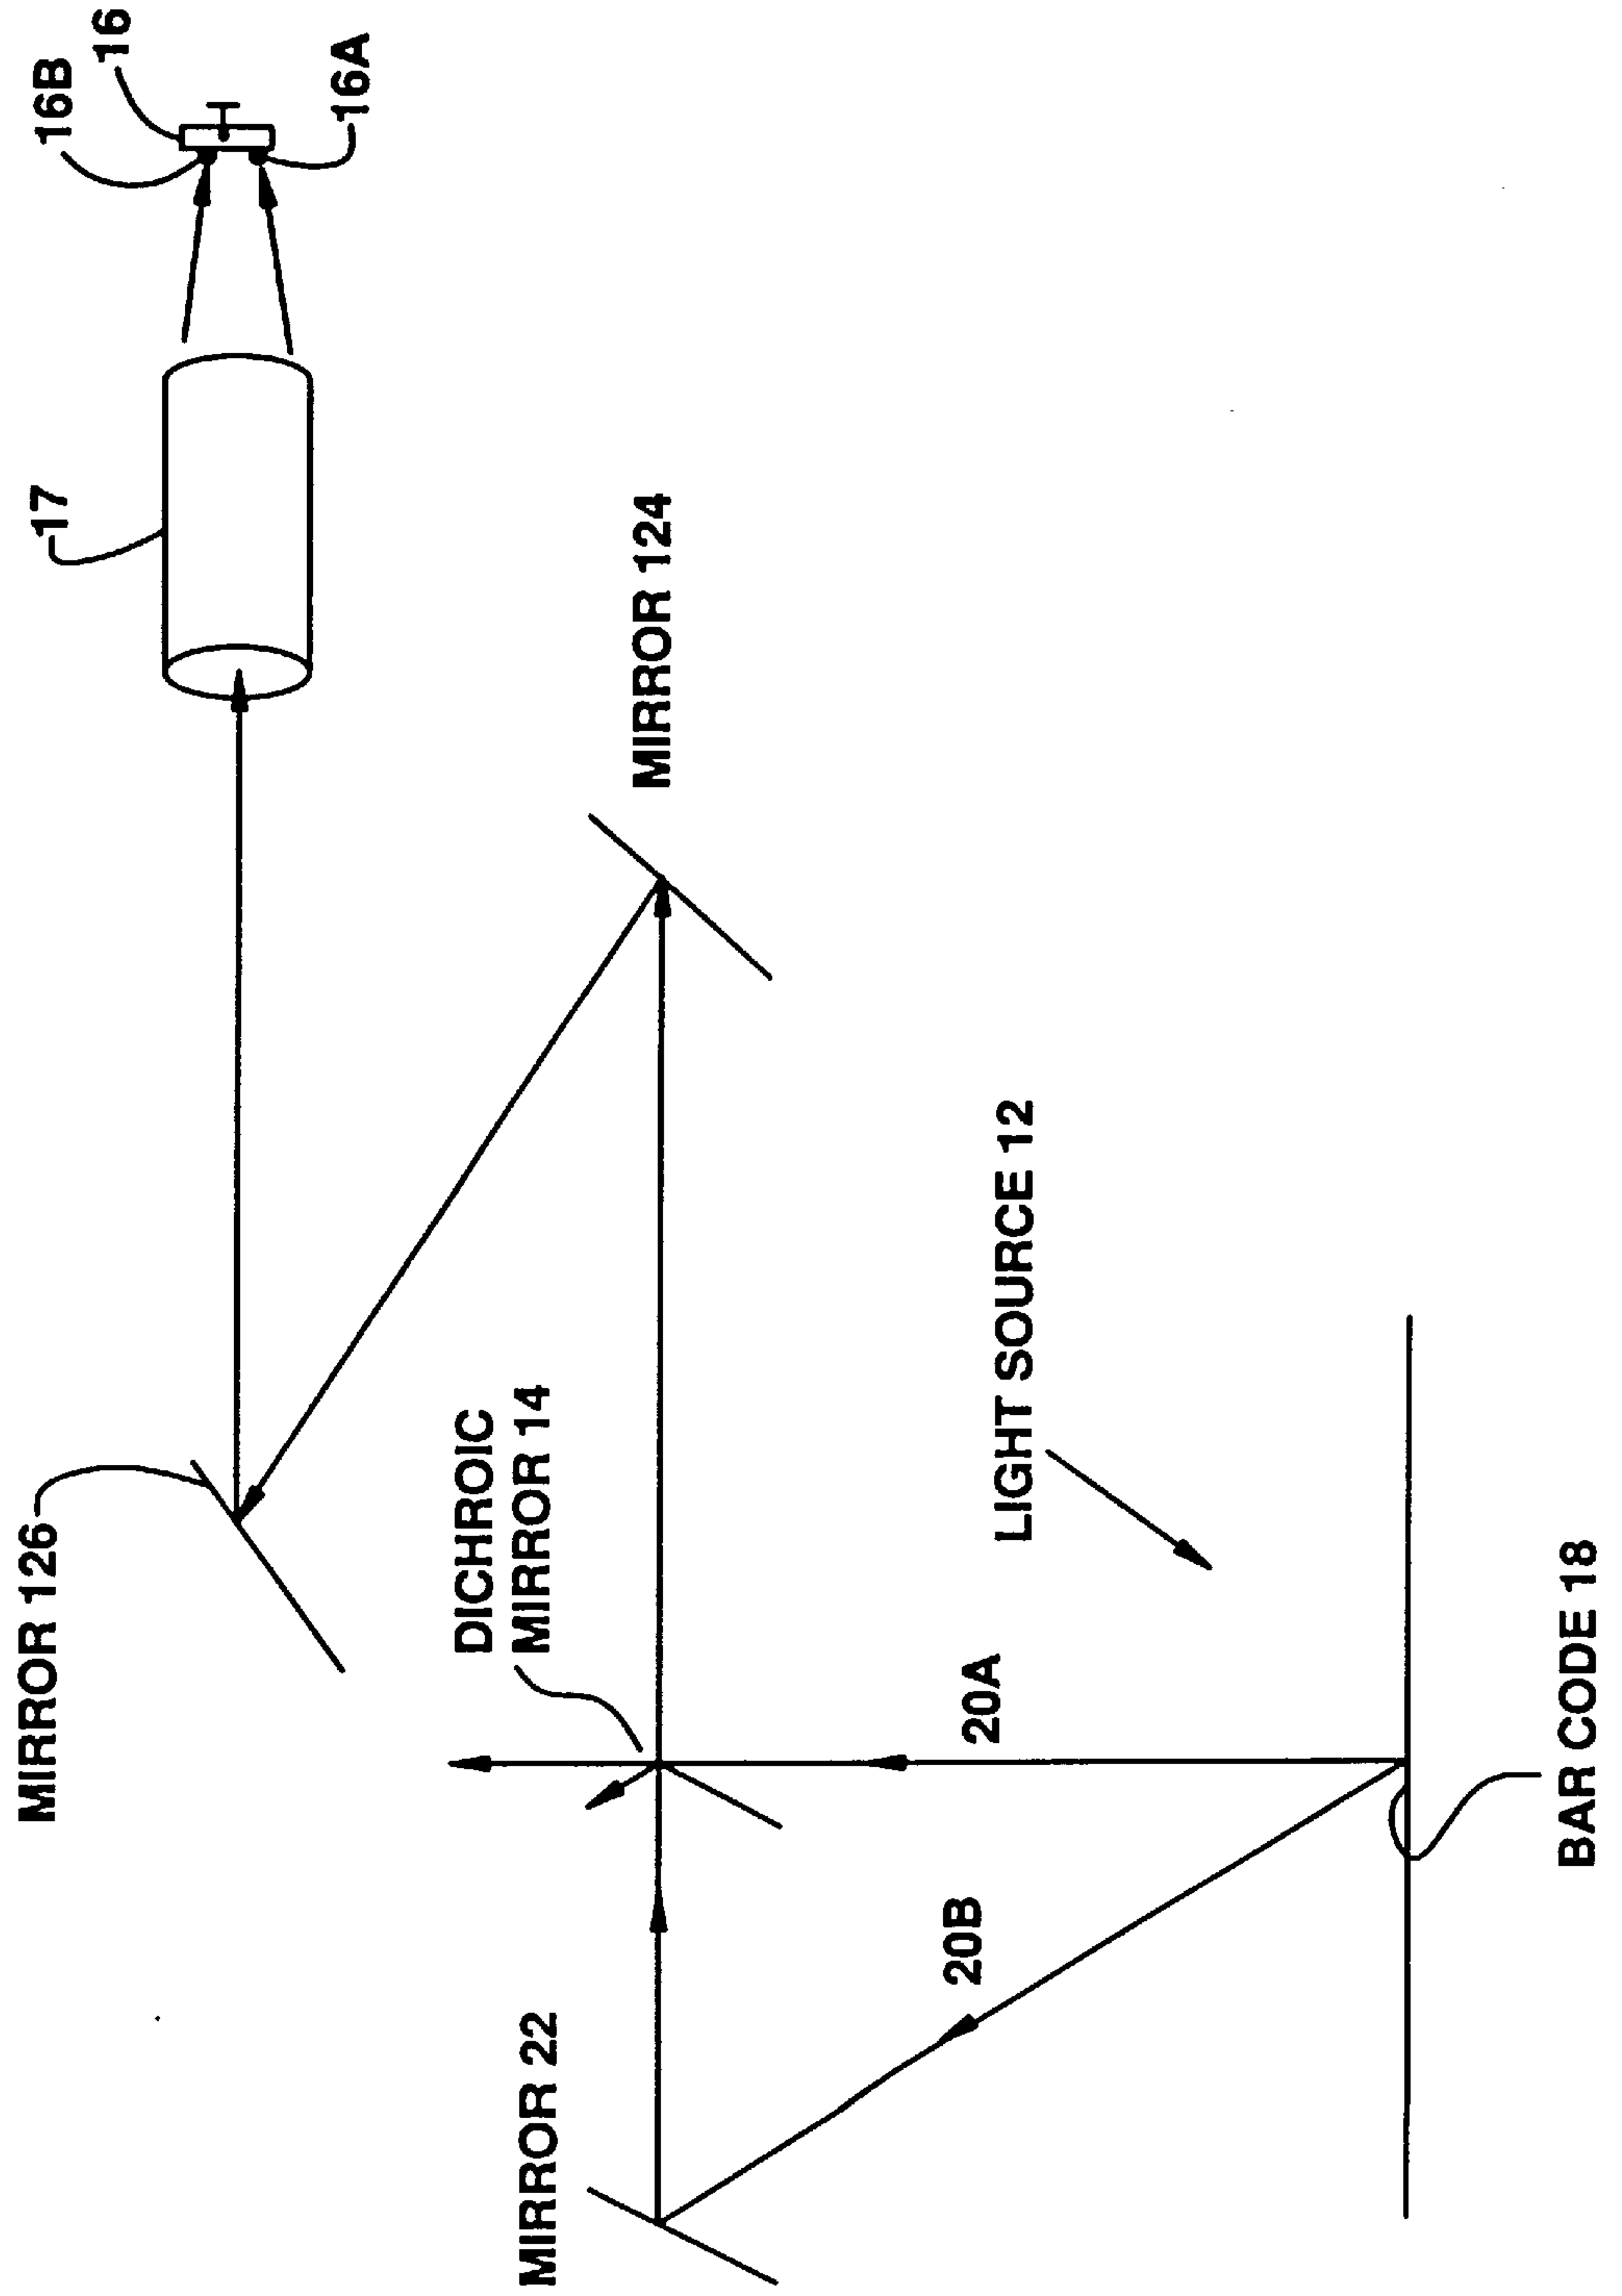 16B
16
16A
17
MIRROR 126
MIRROR 124
DICHROIC
MIRROR 14
MIRROR 22
LIGHT SOURCE 12
20A
20B
BAR CODE 18